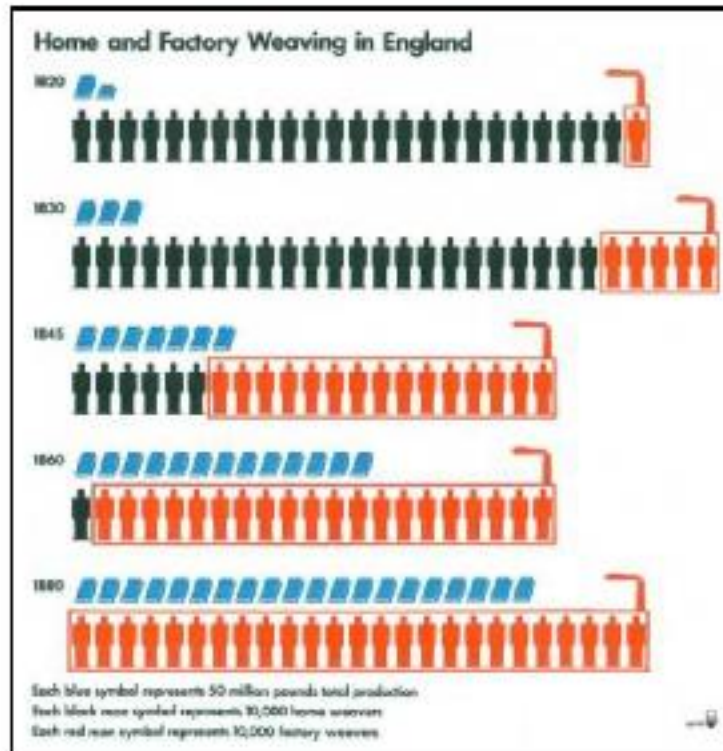 Home and Factory Weaving in England
1820
1830
1845
1860
1880
Each blue symbol represents 50 million pounds total production
Each black man symbol represents 10,000 home weavers
Each red man symbol represents 10,000 factory weavers